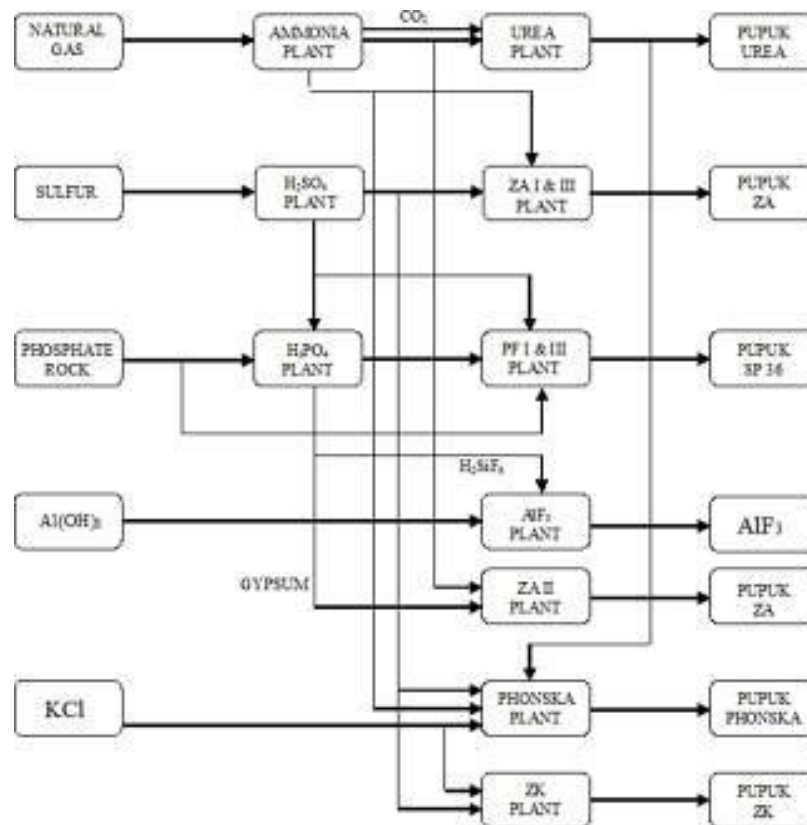 CO₂
NATURAL
GAS
AMMONIA
PLANT
UREA
PLANT
PUPUK
UREA
SULFUR
H₂SO₄
PLANT
ZA I & III
PLANT
PUPUK
ZA
PHOSPHATE
ROCK
H₃PO₄
PLANT
PF I & III
PLANT
PUPUK
SP 36
H₂SiF₆
Al(OH)₃
AlF₃
PLANT
AlF₃
GYPSUM
ZA II
PLANT
PUPUK
ZA
KCl
PHONSKA
PLANT
PUPUK
PHONSKA
ZK
PLANT
PUPUK
ZK